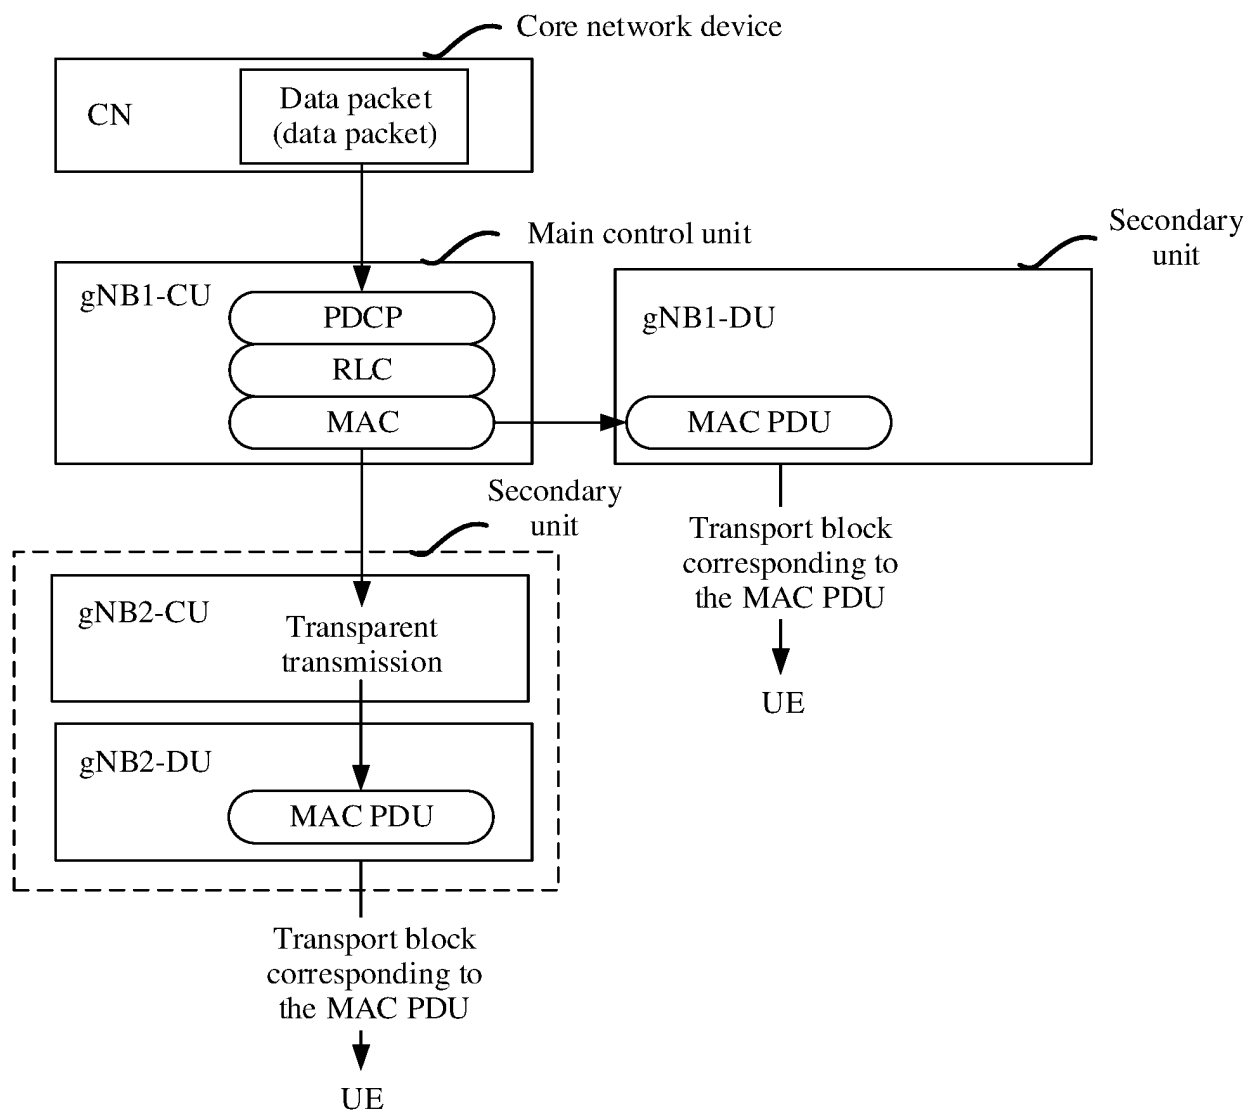 Core network device
CN
Data packet
(data packet)
Main control unit
Secondary
unit
gNB1-CU
PDCP
RLC
MAC
gNB1-DU
MAC PDU
Transport block
corresponding to
the MAC PDU
UE
Secondary
unit
gNB2-CU
Transparent
transmission
gNB2-DU
MAC PDU
Transport block
corresponding to
the MAC PDU
UE